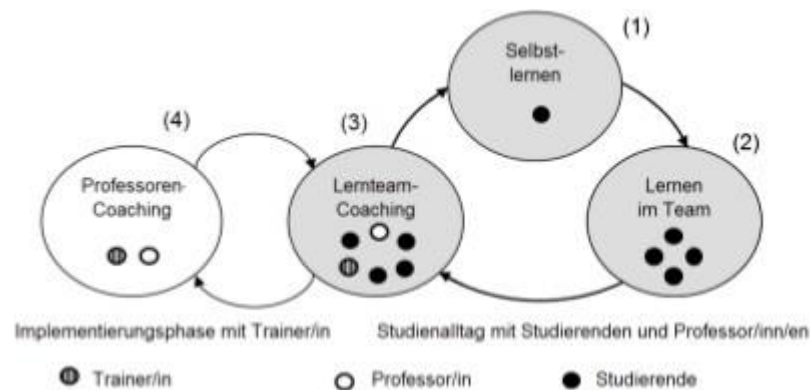 (1)
Selbst-
lernen
(4)
(3)
(2)
Professoren-
Coaching
Lernteam-
Coaching
Lernen
im Team
Implementierungsphase mit Trainer/in
Studienalltag mit Studierenden und Professor/inn/en
Trainer/in
Professor/in
Studierende